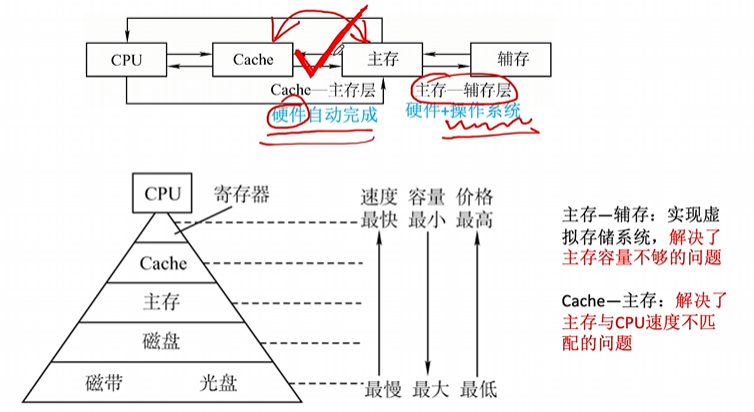 CPU
Cache
主存
辅存
Cache—主存层
主存—辅存层
硬件自动完成
硬件+操作系统
CPU
寄存器
Cache
主存
磁盘
磁带
光盘
速度 容量 价格
最快 最小 最高
最慢 最大 最低
主存—辅存：实现虚
拟存储系统，解决了
主存容量不够的问题
Cache—主存：解决了
主存与CPU速度不匹
配的问题